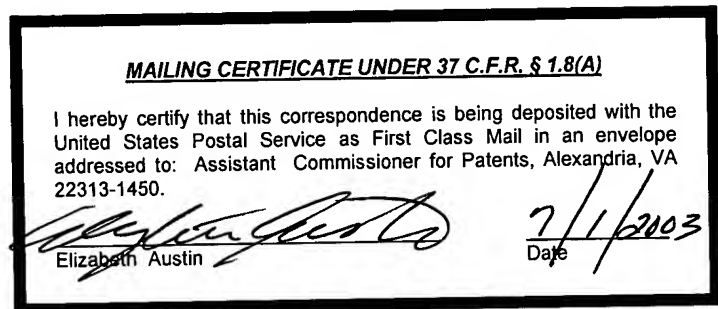 MAILING CERTIFICATE UNDER 37 C.F.R. § 1.8(A)
I hereby certify that this correspondence is being deposited with the
United States Postal Service as First Class Mail in an envelope
addressed to: Assistant Commissioner for Patents, Alexandria, VA
22313-1450.
Elizabeth Austin 7/1/2003
Elizabeth Austin Date